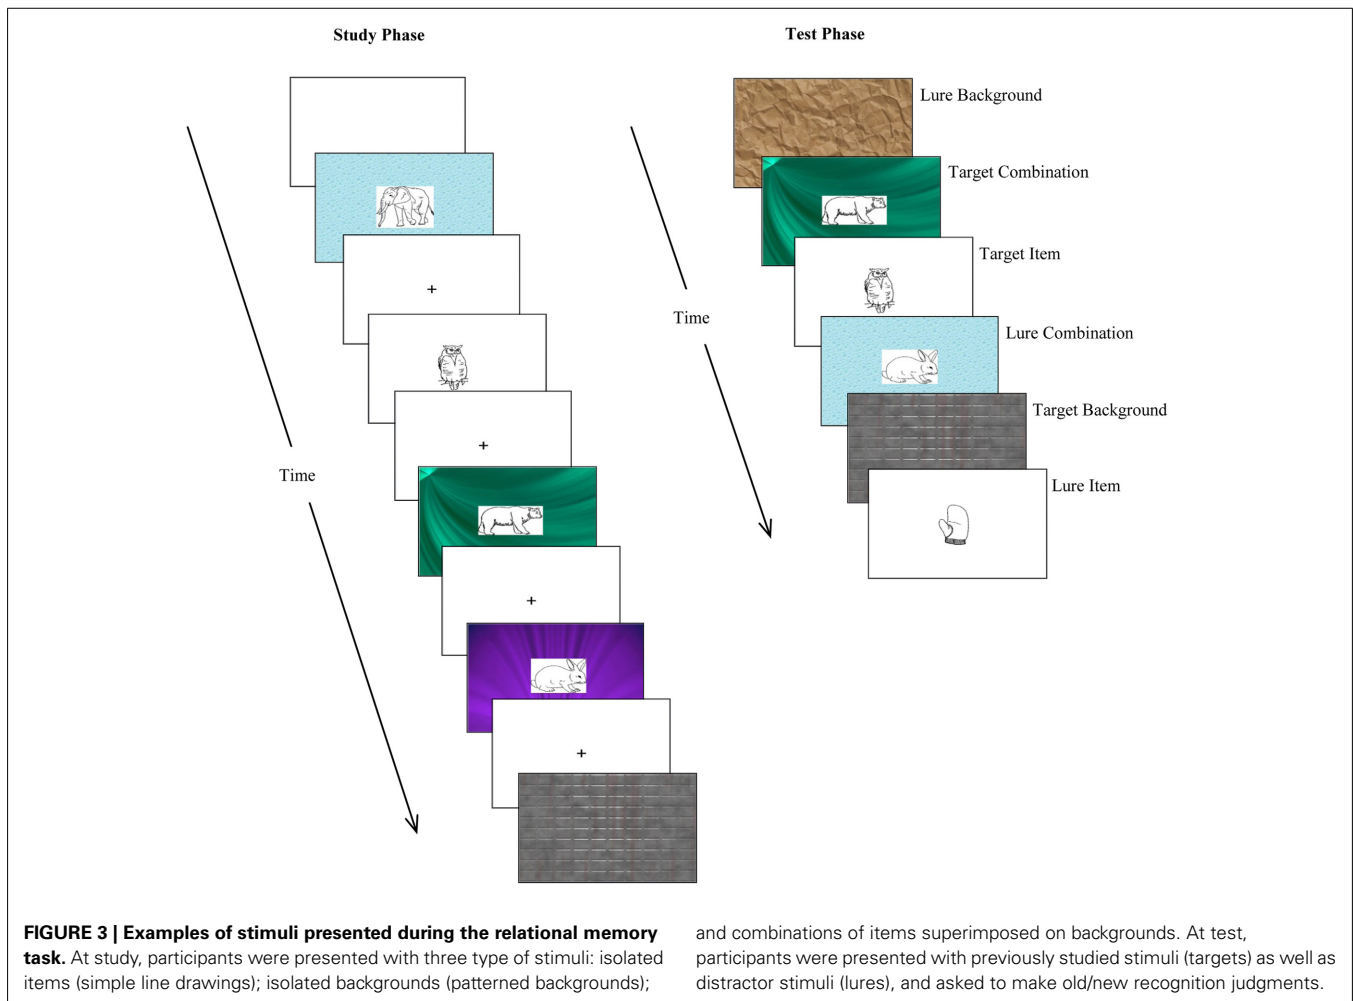 Study Phase
Test Phase
Lure Background
Target Combination
Target Item
Lure Combination
Target Background
Lure Item
Time
Time
+
+
+
+
FIGURE 3 | Examples of stimuli presented during the relational memory
task. At study, participants were presented with three type of stimuli: isolated
items (simple line drawings); isolated backgrounds (patterned backgrounds);
and combinations of items superimposed on backgrounds. At test,
participants were presented with previously studied stimuli (targets) as well as
distractor stimuli (lures), and asked to make old/new recognition judgments.